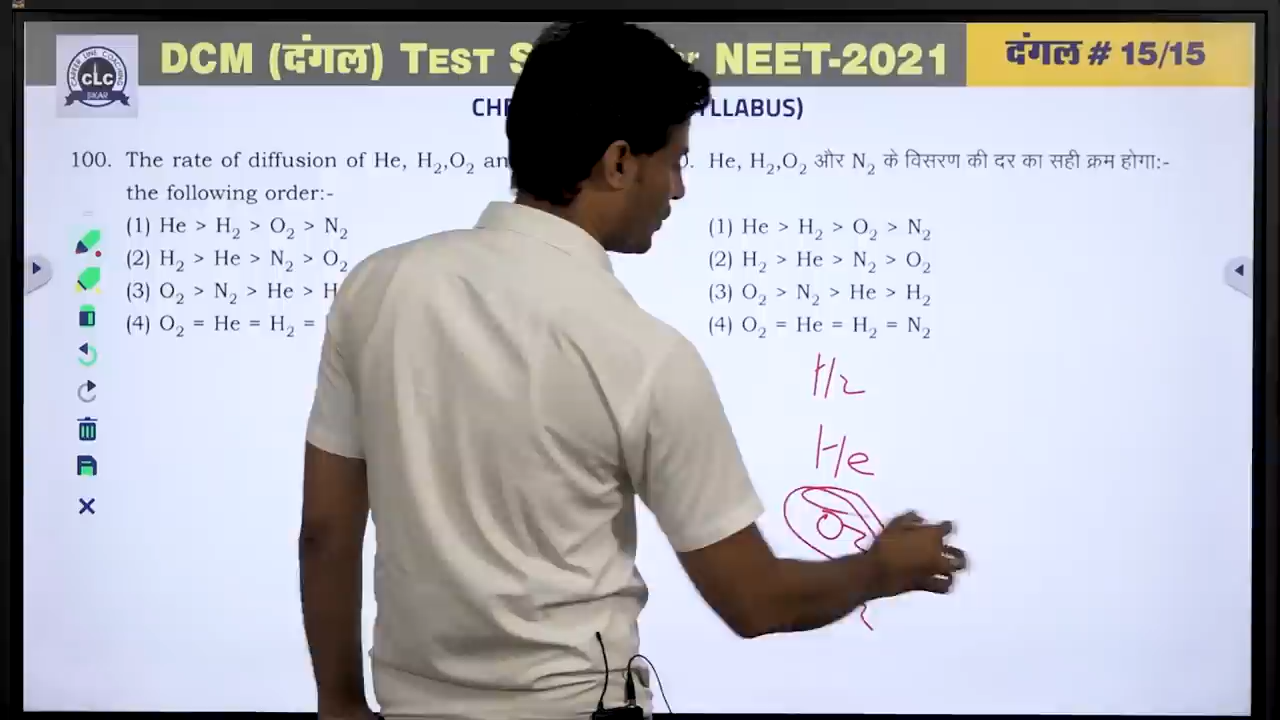 DCM (दंगल) TEST S NEET-2021
दंगल # 15/15
CAREER LINE COACHING
CLC
SIKAR
CH YLLABUS)
100. The rate of diffusion of He, H₂,O₂ an
the following order:-
(1) He > H₂ > O₂ > N₂
(2) H₂ > He > N₂ > O₂
(3) O₂ > N₂ > He > H
(4) O₂ = He = H₂ =
He, H₂,O₂ और N₂ के विसरण की दर का सही क्रम होगा:-
(1) He > H₂ > O₂ > N₂
(2) H₂ > He > N₂ > O₂
(3) O₂ > N₂ > He > H₂
(4) O₂ = He = H₂ = N₂
H₂
He
O₂